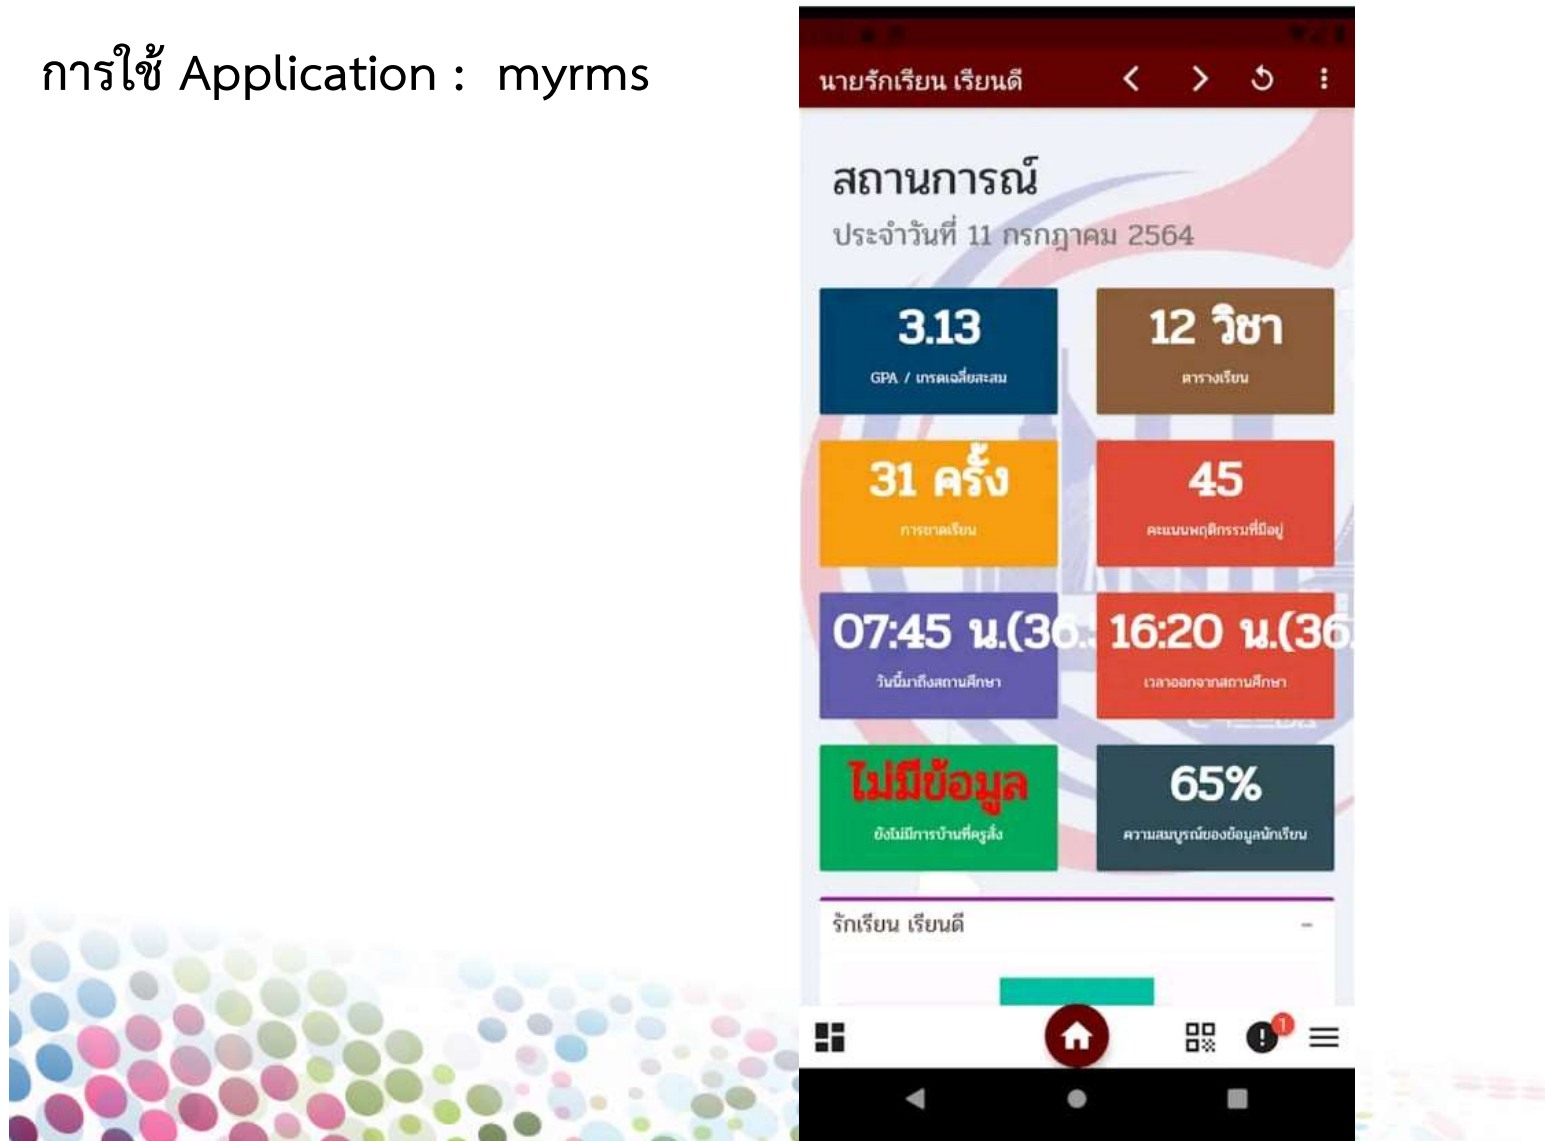 การใช้ Application : myrms
นายรักเรียน เรียนดี
สถานการณ์
ประจำวันที่ 11 กรกฎาคม 2564
3.13
GPA / เกรดเฉลี่ยสะสม
12 วิชา
ตารางเรียน
31 ครั้ง
การขาดเรียน
45
คะแนนพฤติกรรมที่มีอยู่
07:45 น.(36.
วันนี้มาถึงสถานศึกษา
16:20 น.(36
เวลาออกจากสถานศึกษา
ไม่มีข้อมูล
ยังไม่มีการบ้านที่ครูสั่ง
65%
ความสมบูรณ์ของข้อมูลนักเรียน
รักเรียน เรียนดี
1